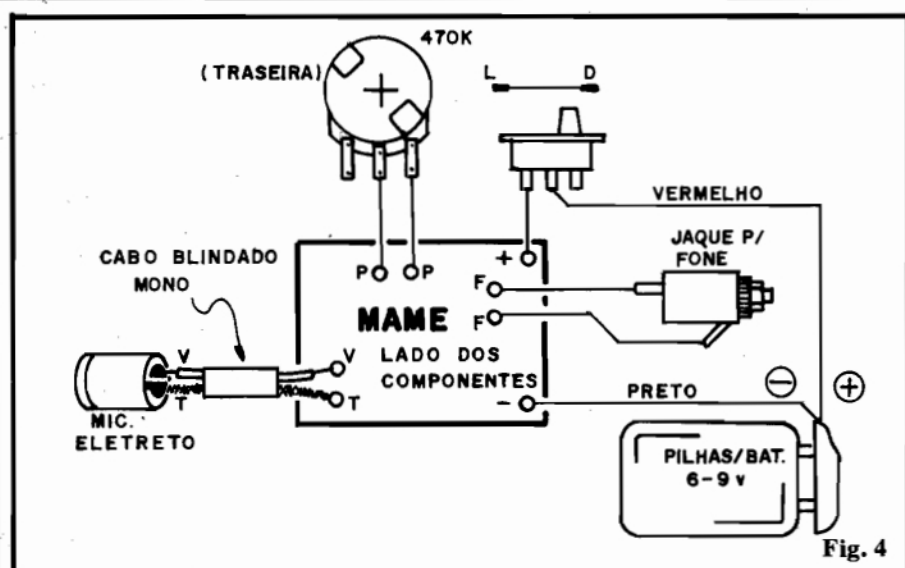 470K
(TRASEIRA)
L D
VERMELHO
JAQUE P/
FONE
CABO BLINDADO
MONO
P P
+
F
F
MAME
LADO DOS
COMPONENTES
V V
T T
MIC.
ELETRETO
-
PRETO
- +
PILHAS/BAT.
6-9 v
Fig. 4